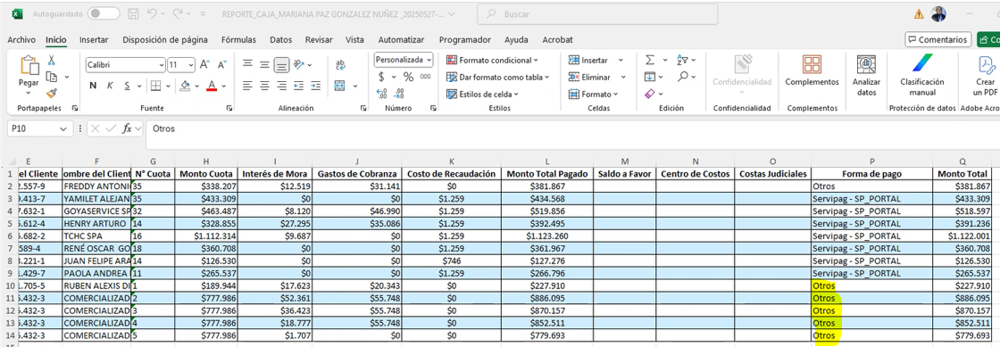 Autoguardado
REPORTE_CAJA_MARIANA PAZ GONZALEZ NUÑEZ _20250527-...
Buscar
Archivo Inicio Insertar Disposición de página Fórmulas Datos Revisar Vista Automatizar Programador Ayuda Acrobat Comentarios Co
Pegar Calibri 11 Personalizada Formato condicional Insertar Confidencialidad Complementos Analizar datos Clasificación manual Crear un PDF
N K S $ % 000 Dar formato como tabla Eliminar
Estilos de celda Formato
Portapapeles Fuente Alineación Número Estilos Celdas Edición Confidencialidad Complementos Protección de datos Adobe Acro
P10 fx Otros
E F G H I J K L M N O P Q
1 el Cliente ombre del Client N° Cuota Monto Cuota Interés de Mora Gastos de Cobranza Costo de Recaudación Monto Total Pagado Saldo a Favor Centro de Costos Costas Judiciales Forma de pago Monto Total
2 2.557-9 FREDDY ANTONI 35 $338.207 $12.519 $31.141 $0 $381.867 Otros $381.867
3 9.413-7 YAMILET ALEJAN 35 $433.309 $0 $0 $1.259 $434.568 Servipag - SP_PORTAL $433.309
4 7.632-1 GOYASERVICE SP 32 $463.487 $8.120 $46.990 $1.259 $519.856 Servipag - SP_PORTAL $518.597
5 5.612-4 HENRY ARTURO 14 $328.855 $27.295 $35.086 $1.259 $392.495 Servipag - SP_PORTAL $391.236
6 5.682-2 TCHC SPA 16 $1.112.314 $9.687 $0 $1.259 $1.123.260 Servipag - SP_PORTAL $1.122.001
7 589-4 RENÉ OSCAR GO 18 $360.708 $0 $0 $1.259 $361.967 Servipag - SP_PORTAL $360.708
8 3.221-1 JUAN FELIPE ARA 14 $126.530 $0 $0 $746 $127.276 Servipag - SP_PORTAL $126.530
9 1.429-7 PAOLA ANDREA 11 $265.537 $0 $0 $1.259 $266.796 Servipag - SP_PORTAL $265.537
10 1.705-5 RUBEN ALEXIS DI 1 $189.944 $17.623 $20.343 $0 $227.910 Otros $227.910
11 5.432-3 COMERCIALIZAD 2 $777.986 $52.361 $55.748 $0 $886.095 Otros $886.095
12 5.432-3 COMERCIALIZAD 3 $777.986 $36.423 $55.748 $0 $870.157 Otros $870.157
13 5.432-3 COMERCIALIZAD 4 $777.986 $18.777 $55.748 $0 $852.511 Otros $852.511
14 5.432-3 COMERCIALIZAD 5 $777.986 $1.707 $0 $0 $779.693 Otros $779.693